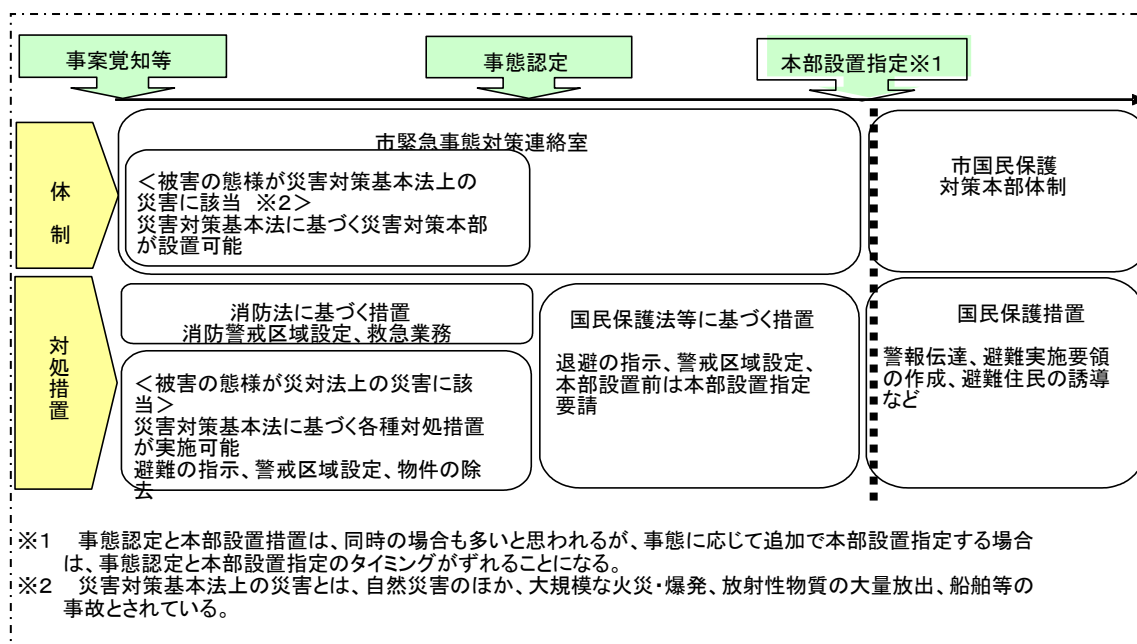 事案覚知等
事態認定
本部設置指定※1
体
制
市緊急事態対策連絡室
＜被害の態様が災害対策基本法上の
災害に該当 ※2＞
災害対策基本法に基づく災害対策本部
が設置可能
市国民保護
対策本部体制
対
処
措
置
消防法に基づく措置
消防警戒区域設定、救急業務
＜被害の態様が災対法上の災害に該
当＞
災害対策基本法に基づく各種対処措置
が実施可能
避難の指示、警戒区域設定、物件の除
去
国民保護法等に基づく措置
退避の指示、警戒区域設定、
本部設置前は本部設置指定
要請
国民保護措置
警報伝達、避難実施要領
の作成、避難住民の誘導
など
※1 事態認定と本部設置措置は、同時の場合も多いと思われるが、事態に応じて追加で本部設置指定する場合
は、事態認定と本部設置指定のタイミングがずれることになる。
※2 災害対策基本法上の災害とは、自然災害のほか、大規模な火災・爆発、放射性物質の大量放出、船舶等の
事故とされている。